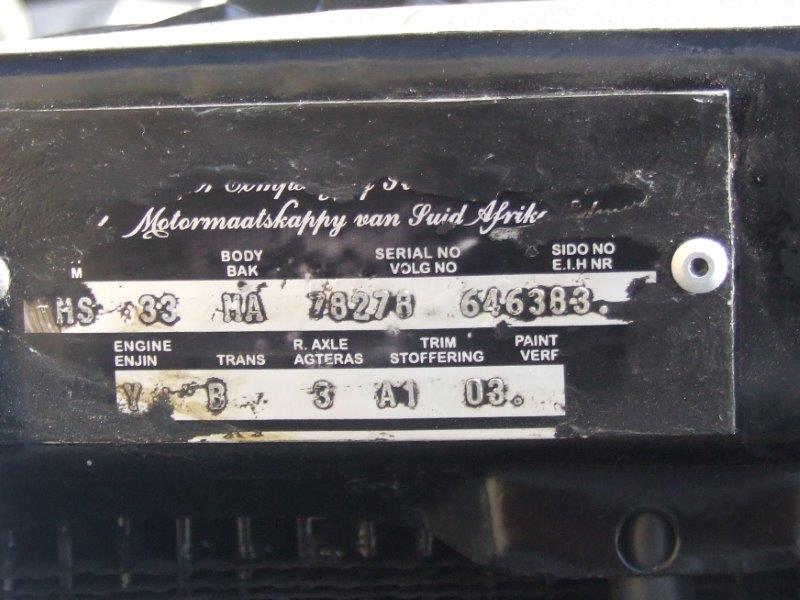 Motormaatskappy van Suid Afrik
BODY SERIAL NO SIDO NO
M BAK VOLG NO E.I.H NR
HS 33 MA 78278 646383.
ENGINE R. AXLE TRIM PAINT
ENJIN TRANS AGTERAS STOFFERING VERF
Y B 3 A1 03.